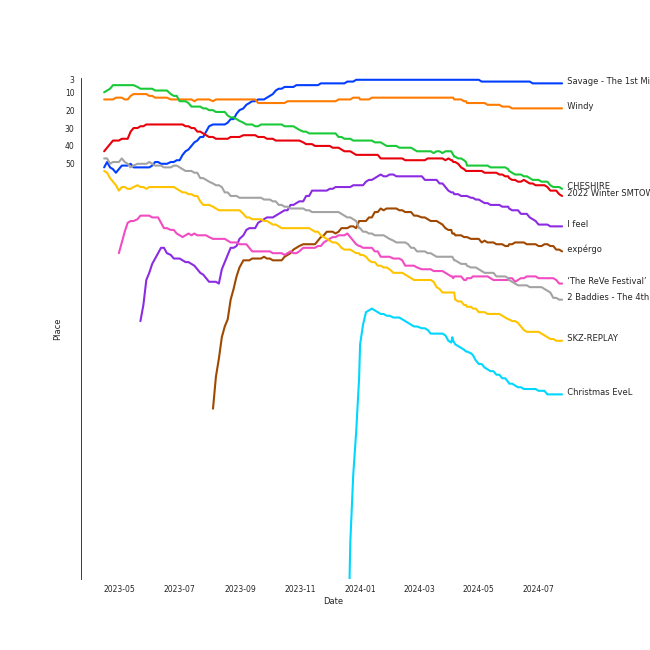 3
10
20
30
40
50
Place
Savage - The 1st Mi
Windy
CHESHIRE
2022 Winter SMTOW
I feel
expérgo
'The ReVe Festival'
2 Baddies - The 4th
SKZ-REPLAY
Christmas EveL
2023-05
2023-07
2023-09
2023-11
2024-01
2024-03
2024-05
2024-07
Date